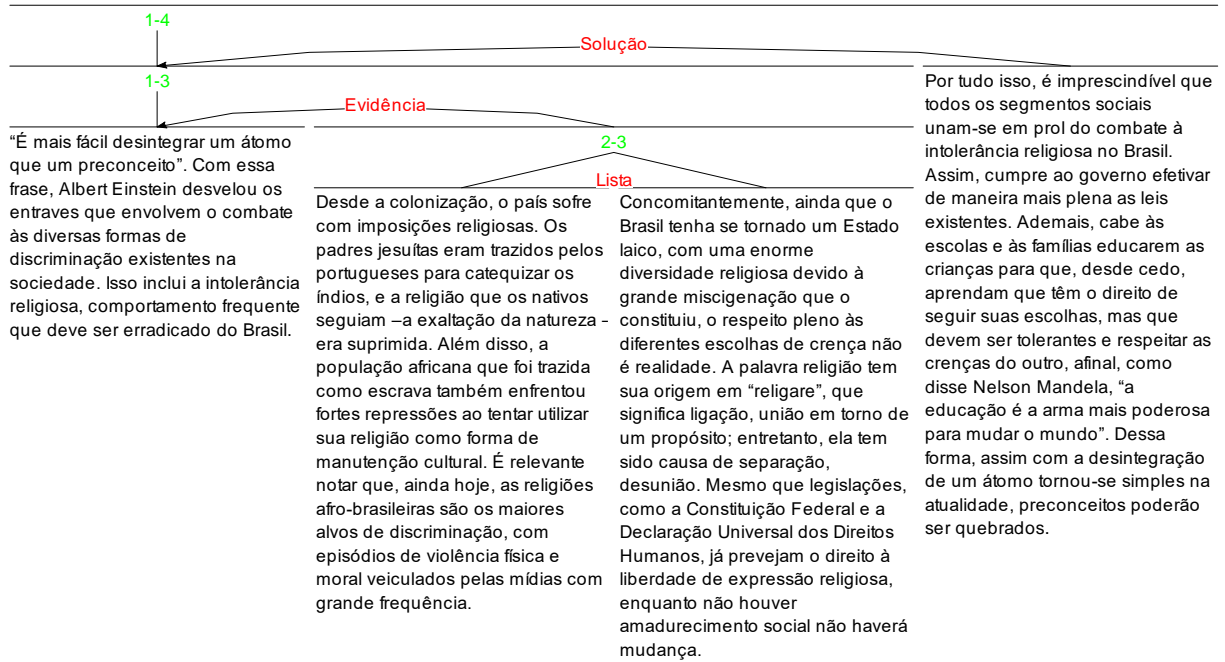 1-4
Solução
1-3
Evidência
“É mais fácil desintegrar um átomo
que um preconceito”. Com essa
frase, Albert Einstein desvelou os
entraves que envolvem o combate
às diversas formas de
discriminação existentes na
sociedade. Isso inclui a intolerância
religiosa, comportamento frequente
que deve ser erradicado do Brasil.
2-3
Lista
Desde a colonização, o país sofre
com imposições religiosas. Os
padres jesuítas eram trazidos pelos
portugueses para catequizar os
índios, e a religião que os nativos
seguiam –a exaltação da natureza –
era suprimida. Além disso, a
população africana que foi trazida
como escrava também enfrentou
fortes repressões ao tentar utilizar
sua religião como forma de
manutenção cultural. É relevante
notar que, ainda hoje, as religiões
afro-brasileiras são os maiores
alvos de discriminação, com
episódios de violência física e
moral veiculados pelas mídias com
grande frequência.
Concomitantemente, ainda que o
Brasil tenha se tornado um Estado
laico, com uma enorme
diversidade religiosa devido à
grande miscigenação que o
constituiu, o respeito pleno às
diferentes escolhas de crença não
é realidade. A palavra religião tem
sua origem em “religare”, que
significa ligação, união em torno de
um propósito; entretanto, ela tem
sido causa de separação,
desunião. Mesmo que legislações,
como a Constituição Federal e a
Declaração Universal dos Direitos
Humanos, já prevejam o direito à
liberdade de expressão religiosa,
enquanto não houver
amadurecimento social não haverá
mudança.
Por tudo isso, é imprescindível que
todos os segmentos sociais
unam-se em prol do combate à
intolerância religiosa no Brasil.
Assim, cumpre ao governo efetivar
de maneira mais plena as leis
existentes. Ademais, cabe às
escolas e às famílias educarem as
crianças para que, desde cedo,
aprendam que têm o direito de
seguir suas escolhas, mas que
devem ser tolerantes e respeitar as
crenças do outro, afinal, como
disse Nelson Mandela, “a
educação é a arma mais poderosa
para mudar o mundo”. Dessa
forma, assim com a desintegração
de um átomo tornou-se simples na
atualidade, preconceitos poderão
ser quebrados.